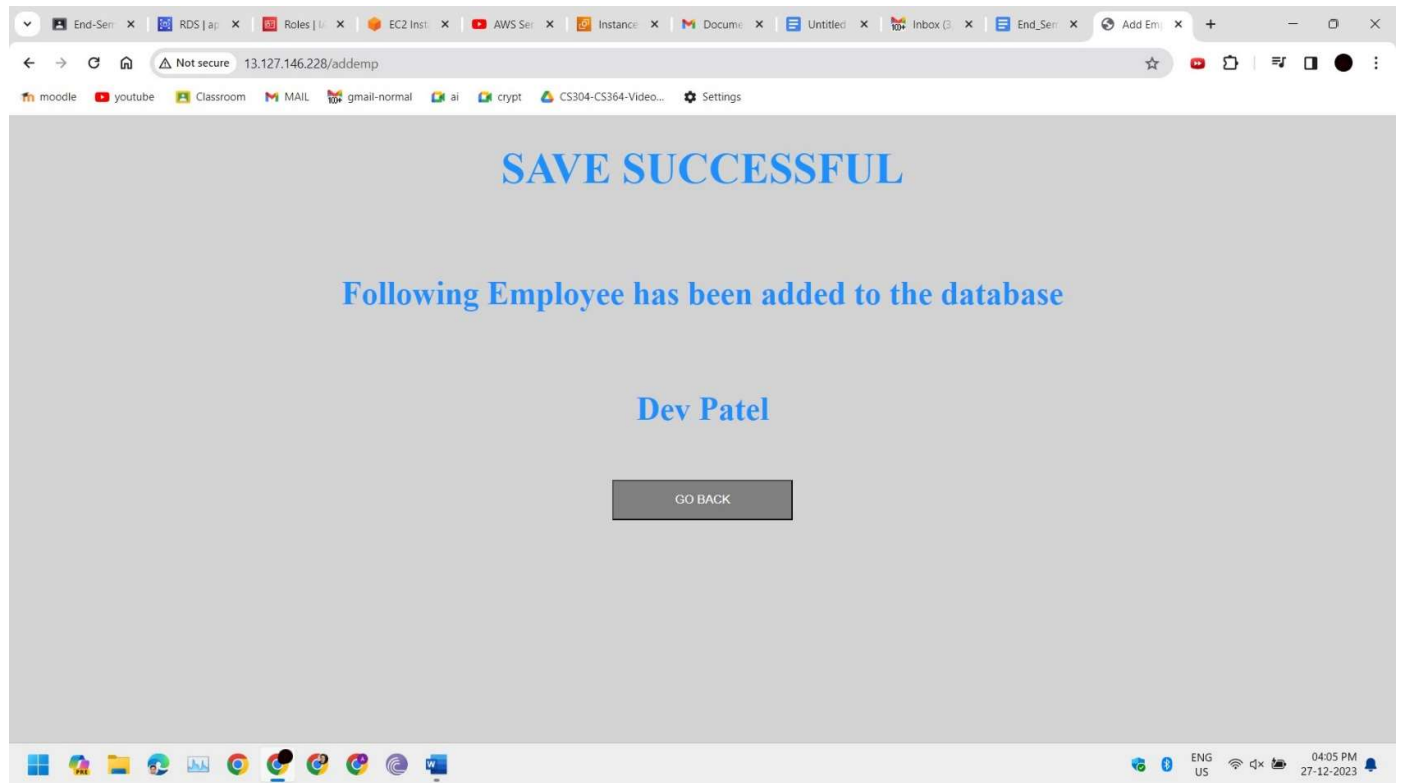 End-Sem
RDS | ap
Roles | I
EC2 Inst
AWS Ser
Instance
Docume
Untitled
Inbox (3,
End_Sem
Add Emp
Not secure
13.127.146.228/addemp
moodle
youtube
Classroom
MAIL
gmail-normal
ai
crypt
CS304-CS364-Video...
Settings
SAVE SUCCESSFUL
Following Employee has been added to the database
Dev Patel
GO BACK
ENG
US
04:05 PM
27-12-2023